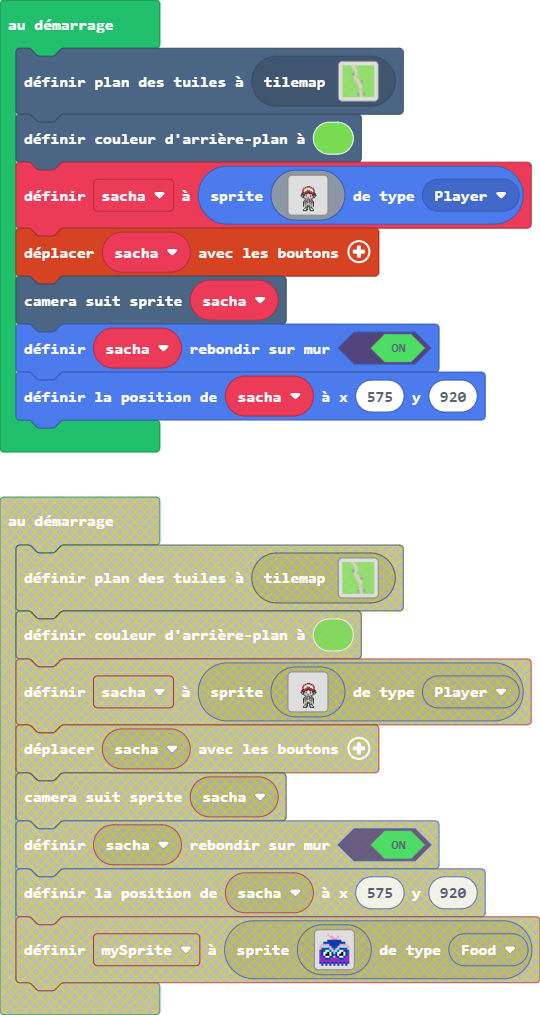 au démarrage
définir plan des tuiles à tilemap
définir couleur d'arrière-plan à
définir sacha à sprite de type Player
déplacer sacha avec les boutons
camera suit sprite sacha
définir sacha rebondir sur mur ON
définir la position de sacha à x 575 y 920
au démarrage
définir plan des tuiles à tilemap
définir couleur d'arrière-plan à
définir sacha à sprite de type Player
déplacer sacha avec les boutons
camera suit sprite sacha
définir sacha rebondir sur mur ON
définir la position de sacha à x 575 y 920
définir mySprite à sprite de type Food